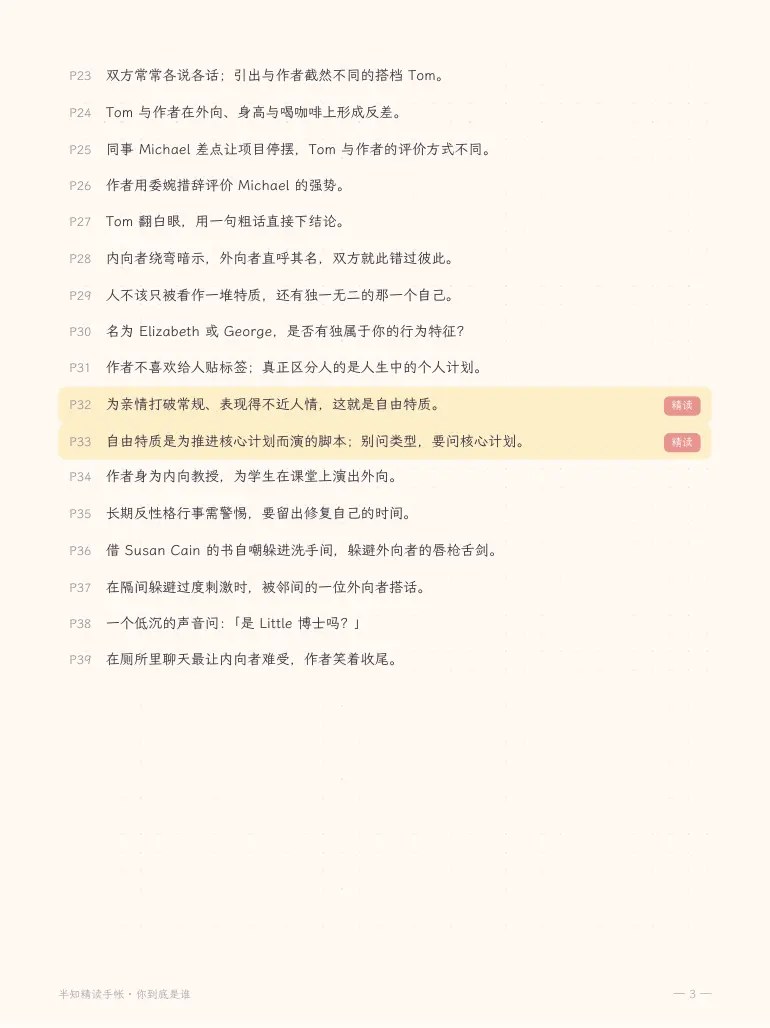 P23 双方常常各说各话；引出与作者截然不同的搭档 Tom。
P24 Tom 与作者在外向、身高与喝咖啡上形成反差。
P25 同事 Michael 差点让项目停摆，Tom 与作者的评价方式不同。
P26 作者用委婉措辞评价 Michael 的强势。
P27 Tom 翻白眼，用一句粗话直接下结论。
P28 内向者绕弯暗示，外向者直呼其名，双方就此错过彼此。
P29 人不该只被看作一堆特质，还有独一无二的那一个自己。
P30 名为 Elizabeth 或 George，是否有独属于你的行为特征？
P31 作者不喜欢给人贴标签；真正区分人的是人生中的个人计划。
P32 为亲情打破常规、表现得不近人情，这就是自由特质。 精读
P33 自由特质是为推进核心计划而演的脚本；别问类型，要问核心计划。 精读
P34 作者身为内向教授，为学生在课堂上演出外向。
P35 长期反性格行事需警惕，要留出修复自己的时间。
P36 借 Susan Cain 的书自嘲躲进洗手间，躲避外向者的唇枪舌剑。
P37 在隔间躲避过度刺激时，被邻间的一位外向者搭话。
P38 一个低沉的声音问：「是 Little 博士吗？」
P39 在厕所里聊天最让内向者难受，作者笑着收尾。
半知精读手帐·你到底是谁 — 3 —